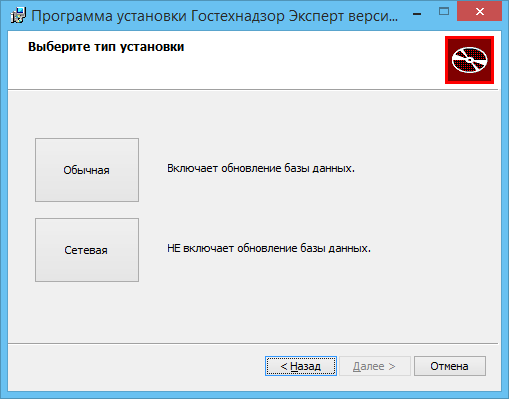 Программа установки Гостехнадзор Эксперт верси...
Выберите тип установки
Обычная
Включает обновление базы данных.
Сетевая
НЕ включает обновление базы данных.
< Назад
Далее >
Отмена